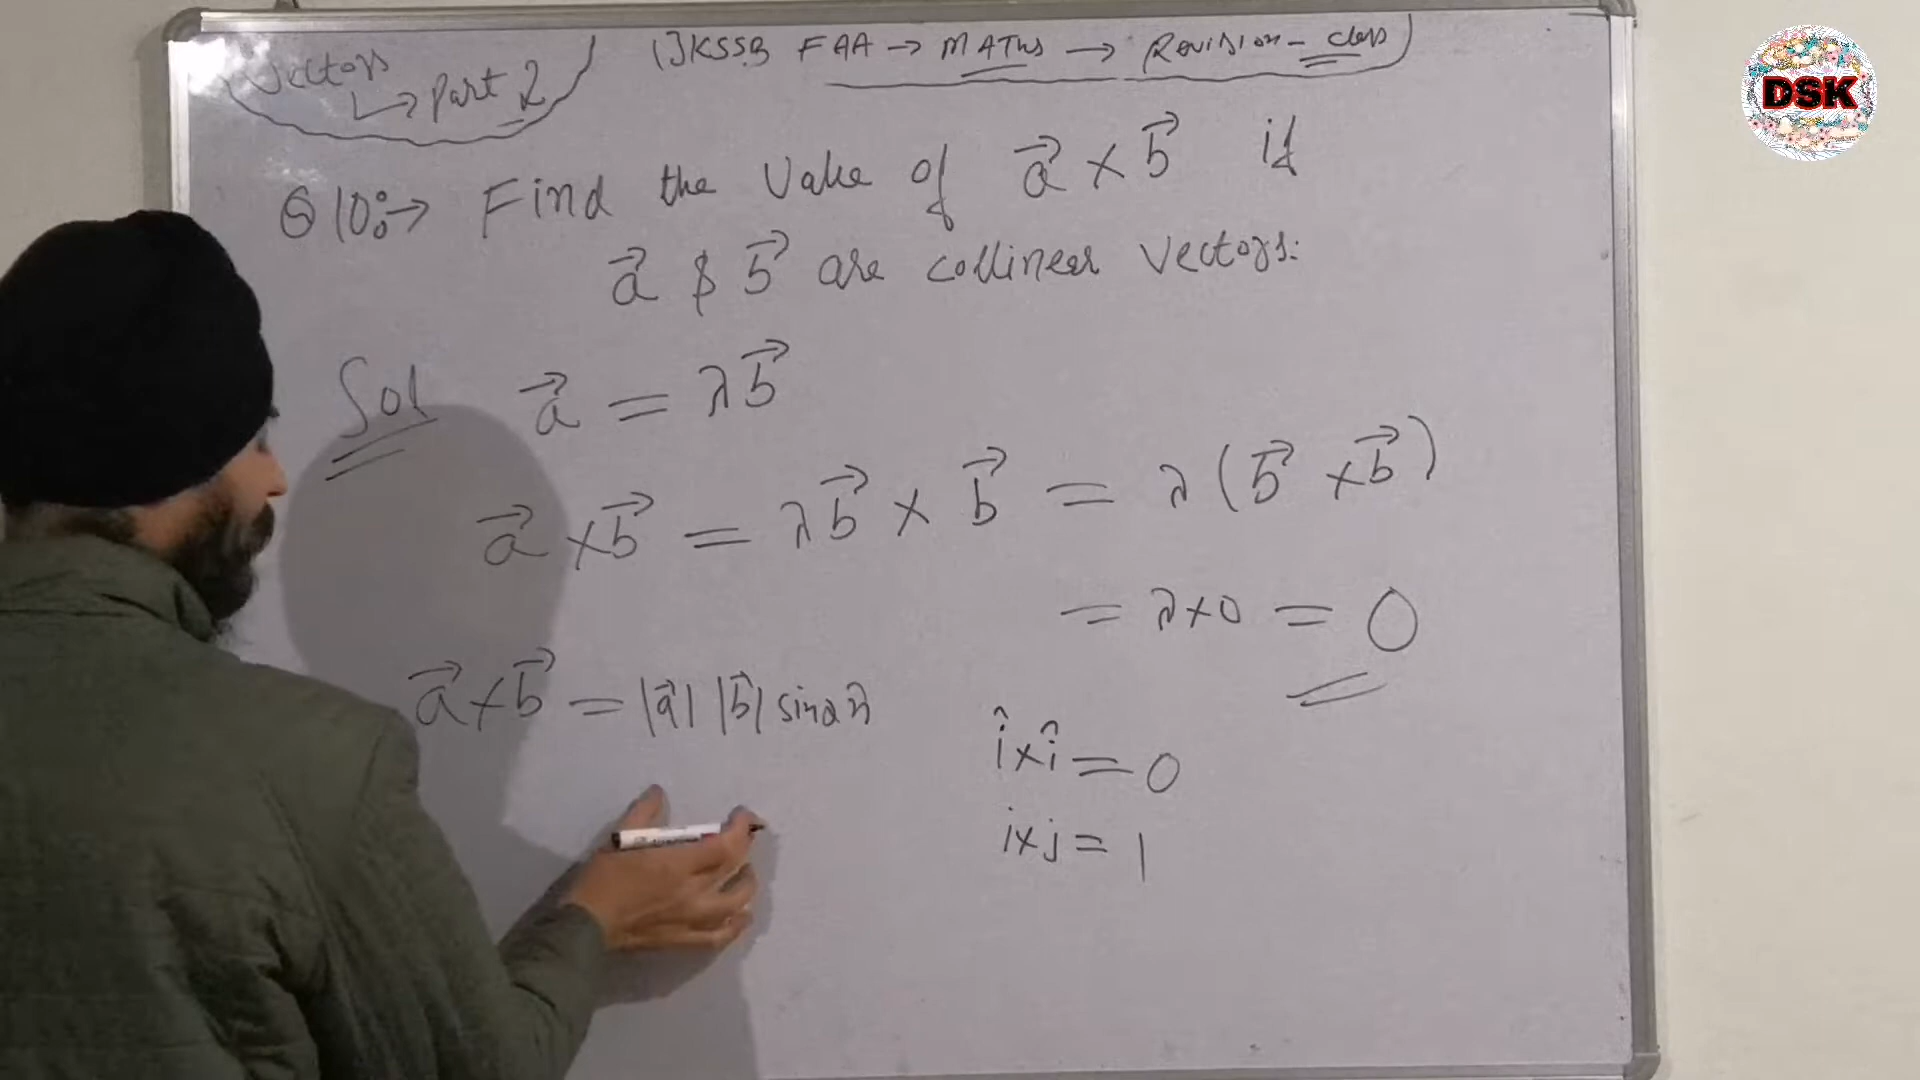 Vectors
↳ Part 2
JKSSB FAA → MATHS → Revision - class
DSK
Q10:→ Find the Value of a⃗ × b⃗ if
a⃗ & b⃗ are collinear Vectors.
Sol a⃗ = λb⃗
a⃗ × b⃗ = λb⃗ × b⃗ = λ(b⃗ × b⃗)
= λ×0 = 0
a⃗ × b⃗ = |a⃗| |b⃗| sin
î×î = 0
i×j = 1